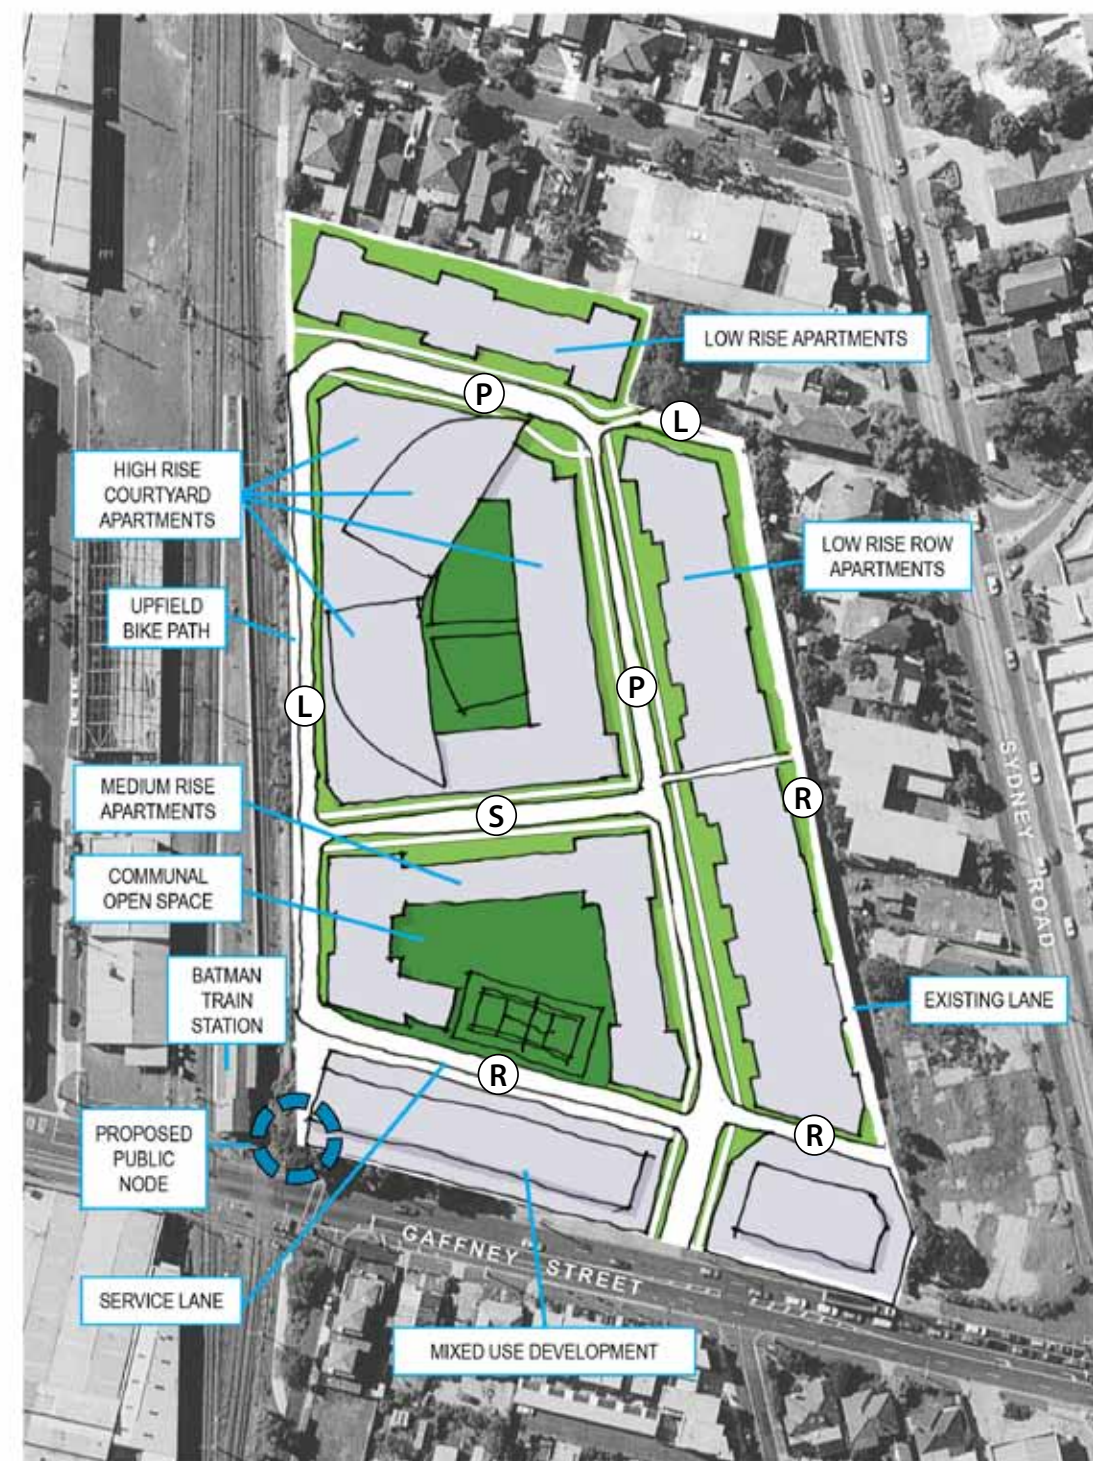 LOW RISE APARTMENTS
P
L
HIGH RISE
COURTYARD
APARTMENTS
LOW RISE ROW
APARTMENTS
UPFIELD
BIKE PATH
P
L
MEDIUM RISE
APARTMENTS
S
R
SYDNEY ROAD
COMMUNAL
OPEN SPACE
BATMAN
TRAIN
STATION
EXISTING LANE
R
R
PROPOSED
PUBLIC
NODE
GAFFNEY STREET
SERVICE LANE
MIXED USE DEVELOPMENT